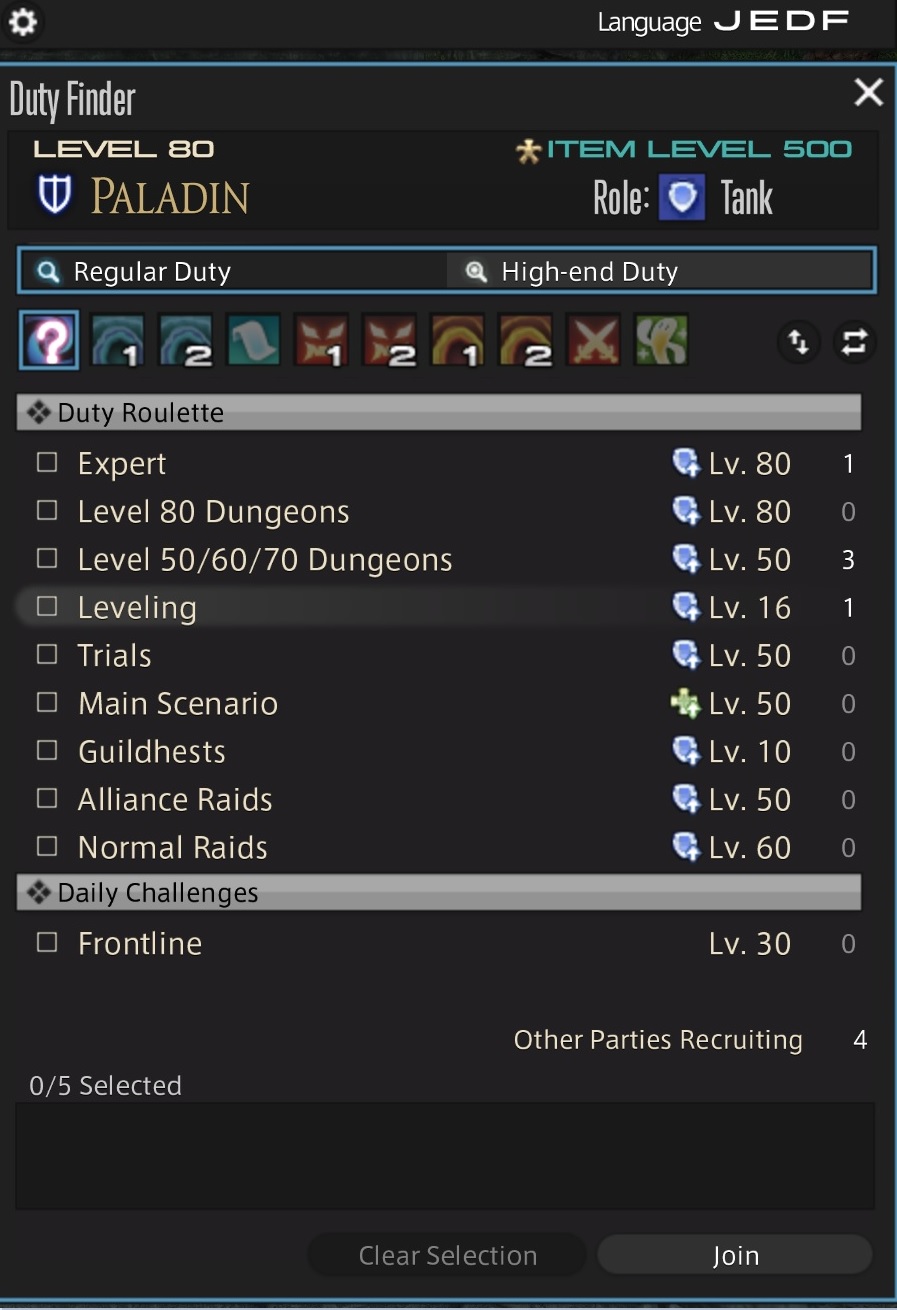 Language JEDF
Duty Finder
LEVEL 80 ITEM LEVEL 500
PALADIN Role: Tank
Regular Duty High-end Duty
1 2 1 2 1 2
Duty Roulette
Expert Lv. 80 1
Level 80 Dungeons Lv. 80 0
Level 50/60/70 Dungeons Lv. 50 3
Leveling Lv. 16 1
Trials Lv. 50 0
Main Scenario Lv. 50 0
Guildhests Lv. 10 0
Alliance Raids Lv. 50 0
Normal Raids Lv. 60 0
Daily Challenges
Frontline Lv. 30 0
Other Parties Recruiting 4
0/5 Selected
Clear Selection Join